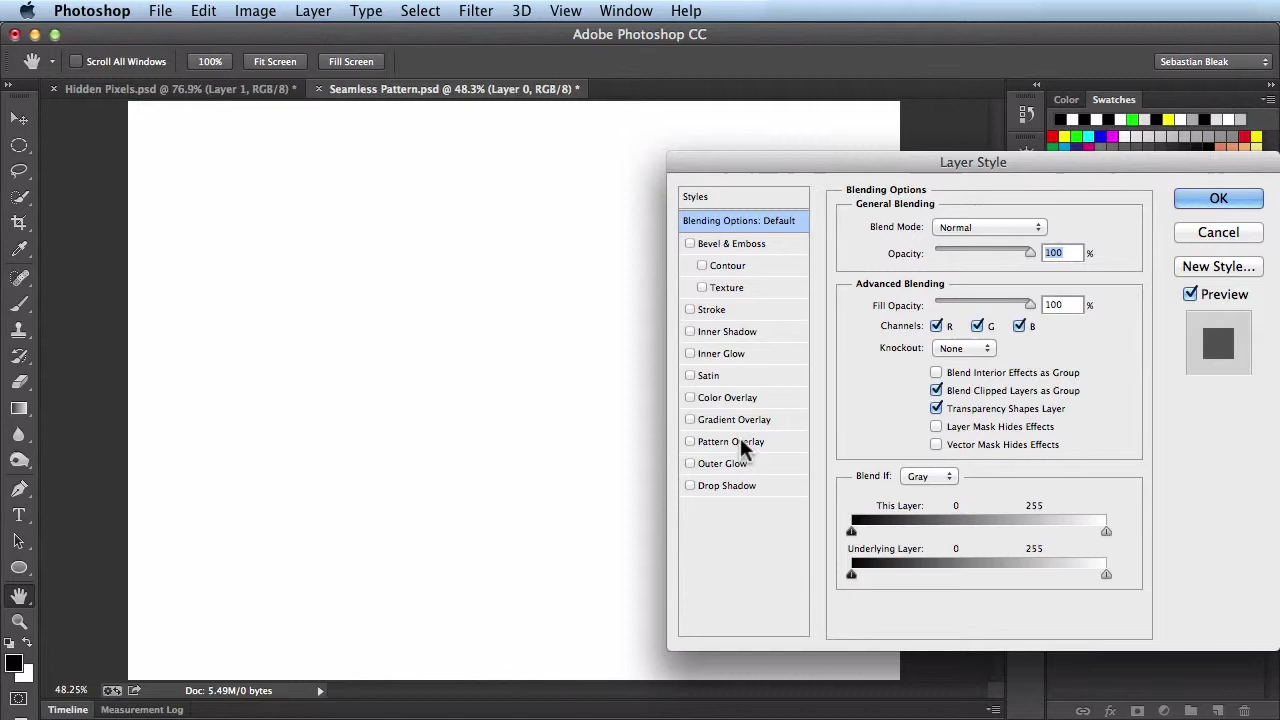 Photoshop File Edit Image Layer Type Select Filter 3D View Window Help
Adobe Photoshop CC
Scroll All Windows 100% Fit Screen Fill Screen Sebastian Bleak
Hidden Pixels.psd @ 76.9% (Layer 1, RGB/8) * Seamless Pattern.psd @ 48.3% (Layer 0, RGB/8) *
Color Swatches
Layer Style
Styles
Blending Options: Default
Bevel & Emboss
Contour
Texture
Stroke
Inner Shadow
Inner Glow
Satin
Color Overlay
Gradient Overlay
Pattern Overlay
Outer Glow
Drop Shadow
Blending Options
General Blending
Blend Mode: Normal
Opacity: 100 %
Advanced Blending
Fill Opacity: 100 %
Channels: R G B
Knockout: None
Blend Interior Effects as Group
Blend Clipped Layers as Group
Transparency Shapes Layer
Layer Mask Hides Effects
Vector Mask Hides Effects
Blend If: Gray
This Layer: 0 255
Underlying Layer: 0 255
OK
Cancel
New Style...
Preview
48.25% Doc: 5.49M/0 bytes
Timeline Measurement Log